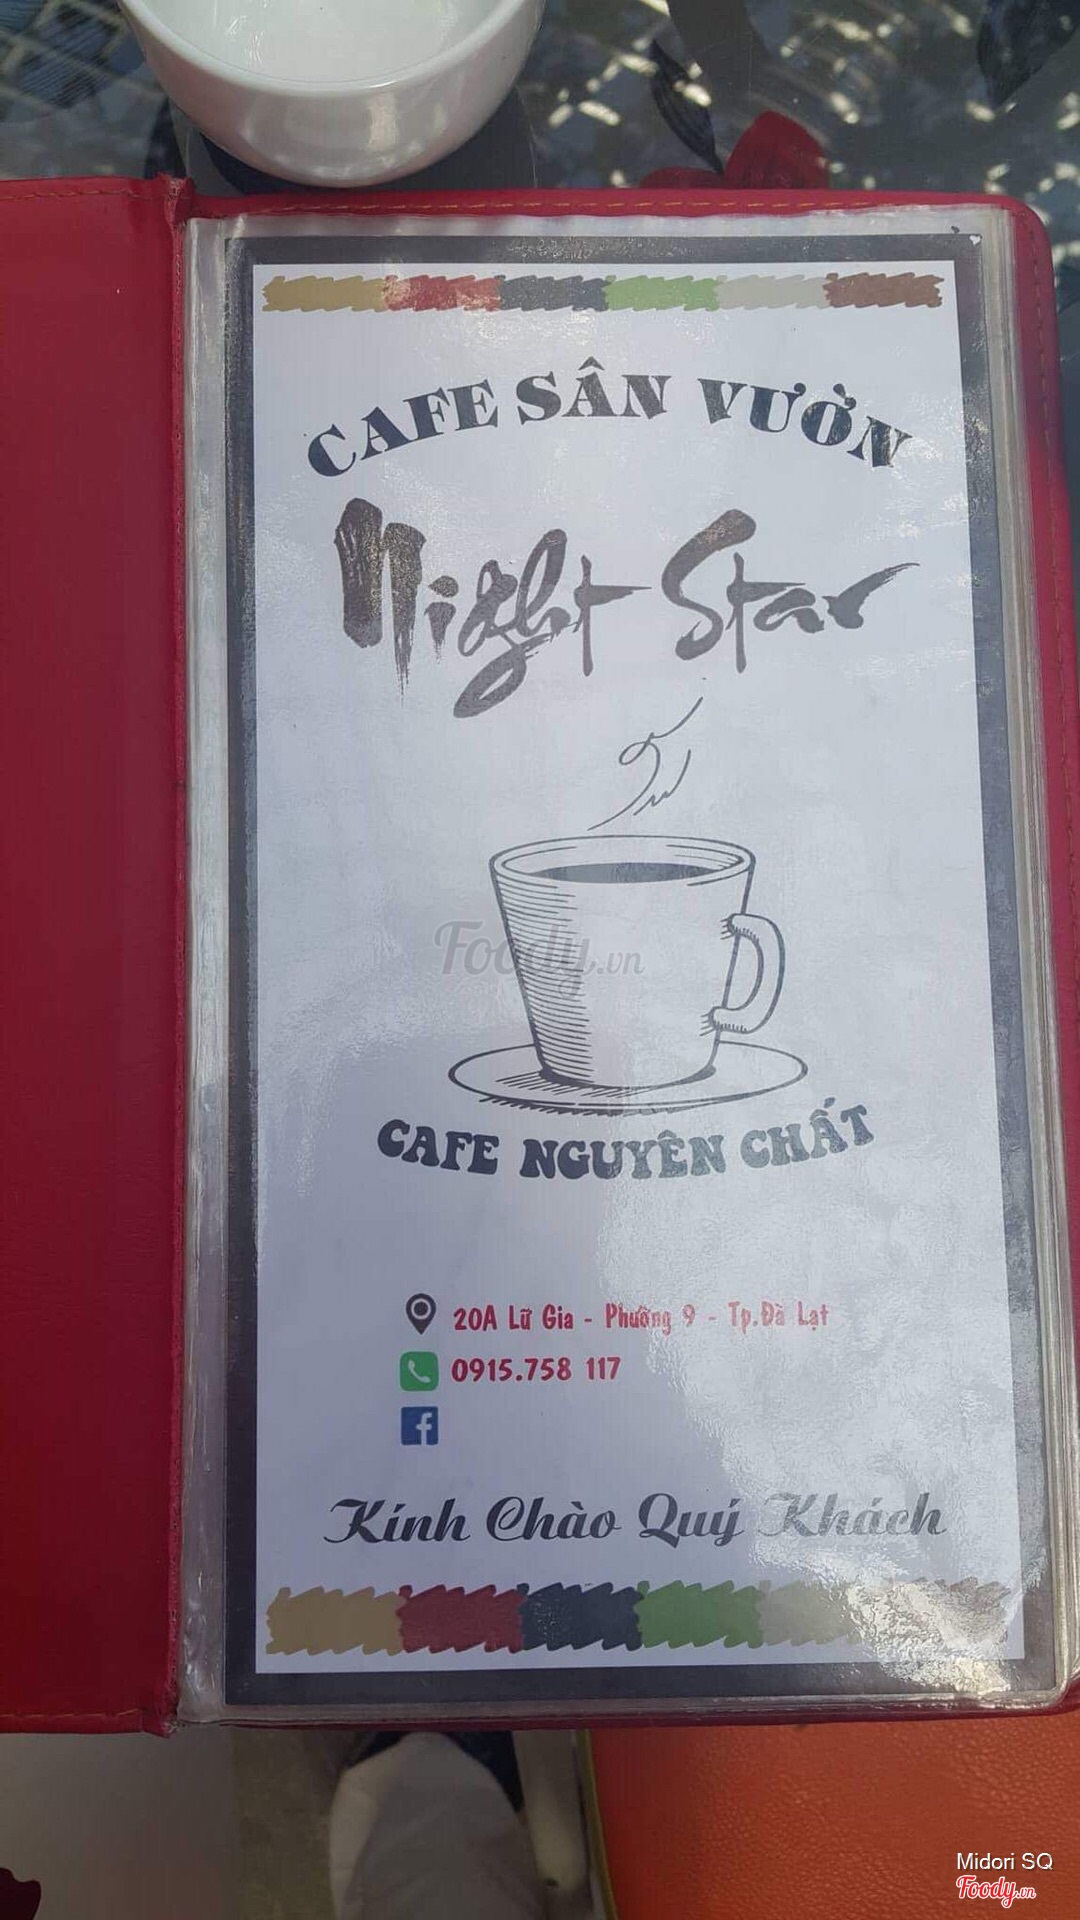 CAFE SÂN VƯỜN
Night Star
Foody.vn
CAFE NGUYÊN CHẤT
20A Lữ Gia - Phường 9 - Tp.Đà Lạt
0915.758 117
f
Kính Chào Quý Khách
Midori SQ
Foody.vn